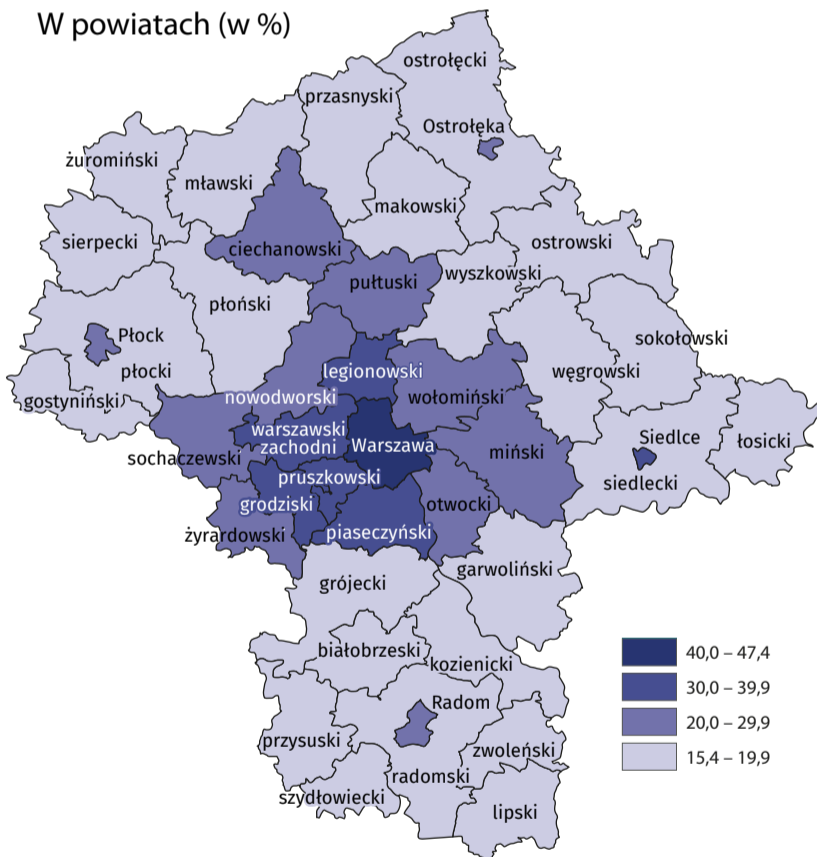 W powiatach (w %)
ostrołęcki
przasnyski
Ostrołęka
żuromiński
mławski
makowski
sierpecki
ciechanowski
ostrowski
wyszkowski
pułtuski
płoński
Płock
sokołowski
płocki
legionowski
węgrowski
gostyniński
nowodworski
wołomiński
warszawski
zachodni
Warszawa
Siedlce
łosicki
sochaczewski
miński
pruszkowski
siedlecki
grodziski
otwocki
żyrardowski
piaseczyński
garwoliński
grójecki
białobrzeski
kozienicki
40,0 – 47,4
30,0 – 39,9
20,0 – 29,9
15,4 – 19,9
Radom
przysuski
zwoleński
radomski
szydłowiecki
lipski